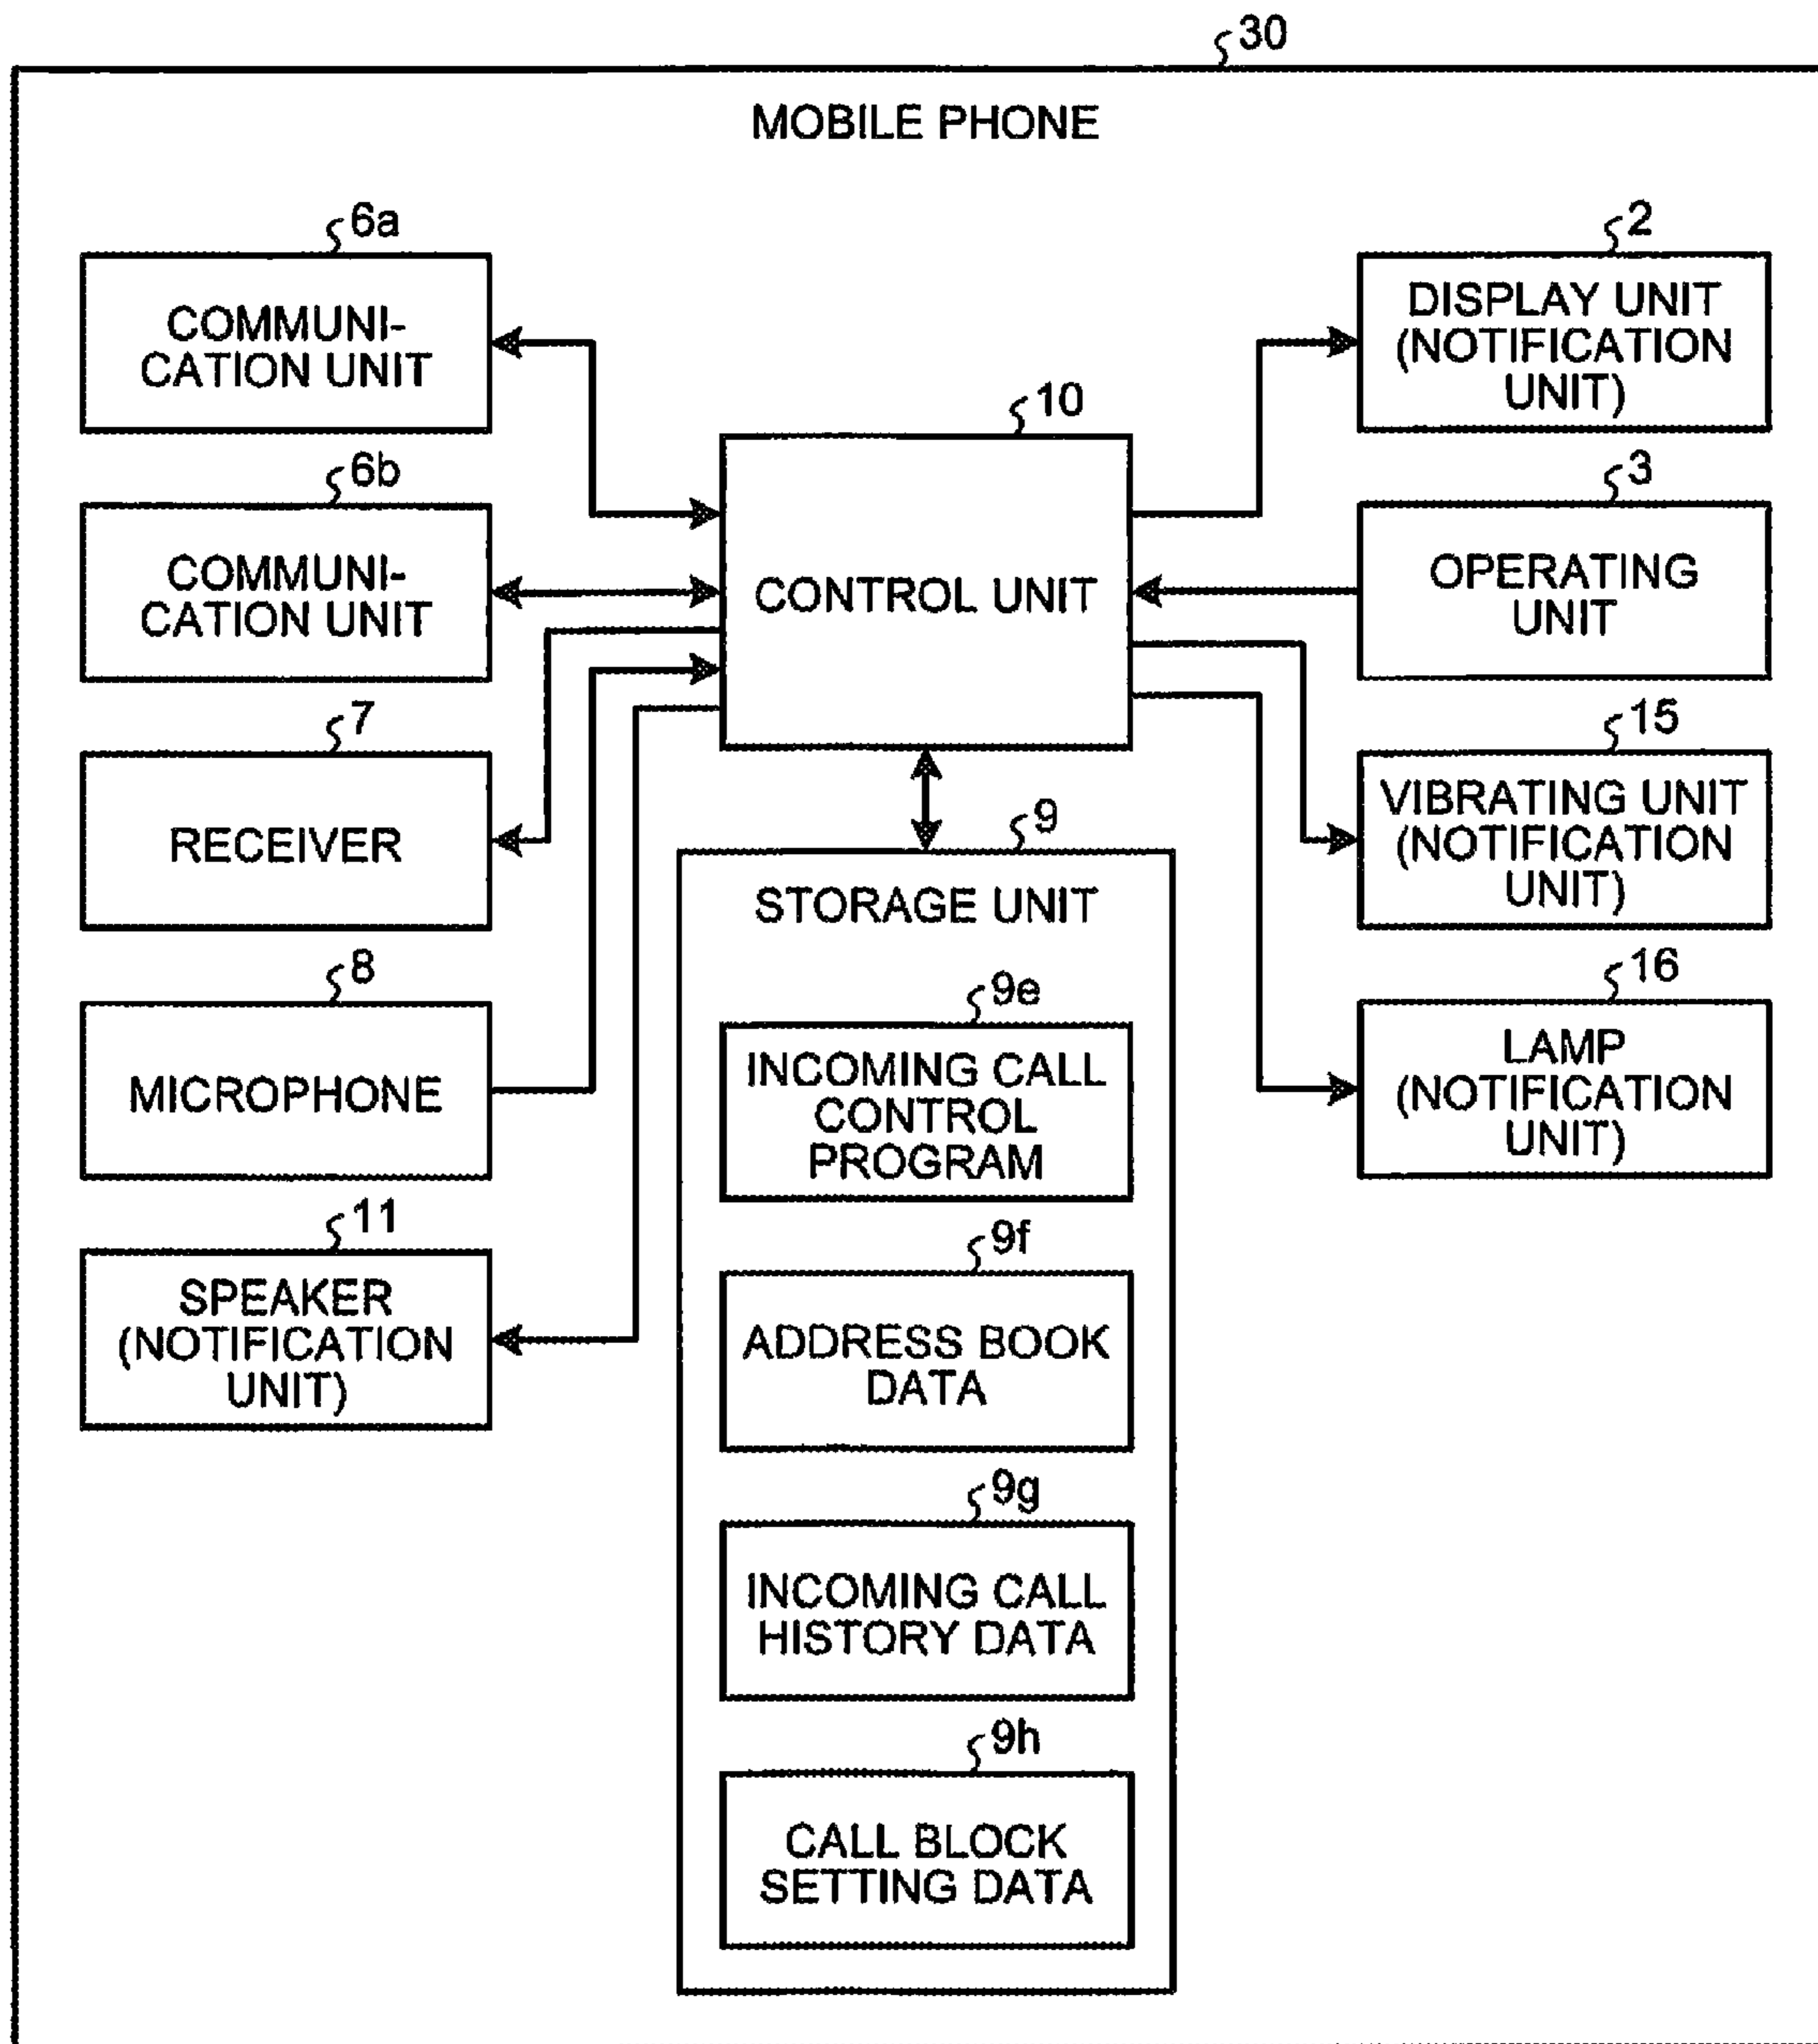 30
MOBILE PHONE
6a
COMMUNI-
CATION UNIT
6b
COMMUNI-
CATION UNIT
7
RECEIVER
8
MICROPHONE
11
SPEAKER
(NOTIFICATION
UNIT)
10
CONTROL UNIT
9
STORAGE UNIT
9e
INCOMING CALL
CONTROL
PROGRAM
9f
ADDRESS BOOK
DATA
9g
INCOMING CALL
HISTORY DATA
9h
CALL BLOCK
SETTING DATA
2
DISPLAY UNIT
(NOTIFICATION
UNIT)
3
OPERATING
UNIT
15
VIBRATING UNIT
(NOTIFICATION
UNIT)
16
LAMP
(NOTIFICATION
UNIT)